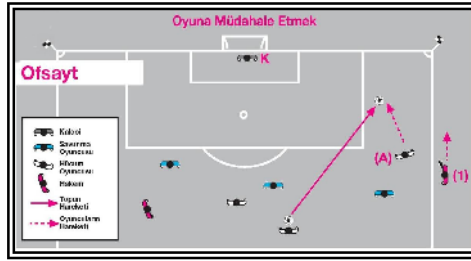 Oyuna Müdahale Etmek
K
Ofsayt
(A)
(1)
Kaleci
Savunma
Oyuncusu
Hücum
Oyuncusu
Hakem
Topun
Hareketi
Oyuncuların
Hareketi